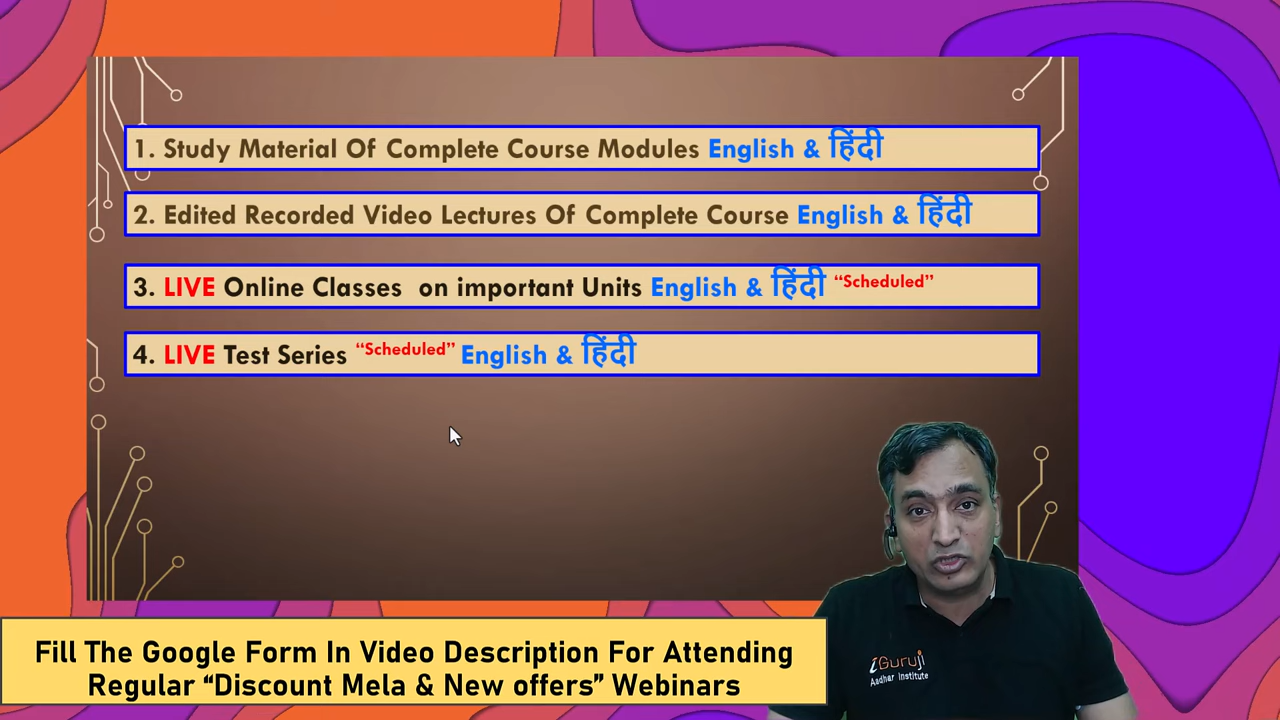 1. Study Material Of Complete Course Modules English & हिंदी
2. Edited Recorded Video Lectures Of Complete Course English & हिंदी
3. LIVE Online Classes on important Units English & हिंदी “Scheduled”
4. LIVE Test Series “Scheduled” English & हिंदी
iGuruji
Aadhar Institute
Fill The Google Form In Video Description For Attending
Regular “Discount Mela & New offers” Webinars